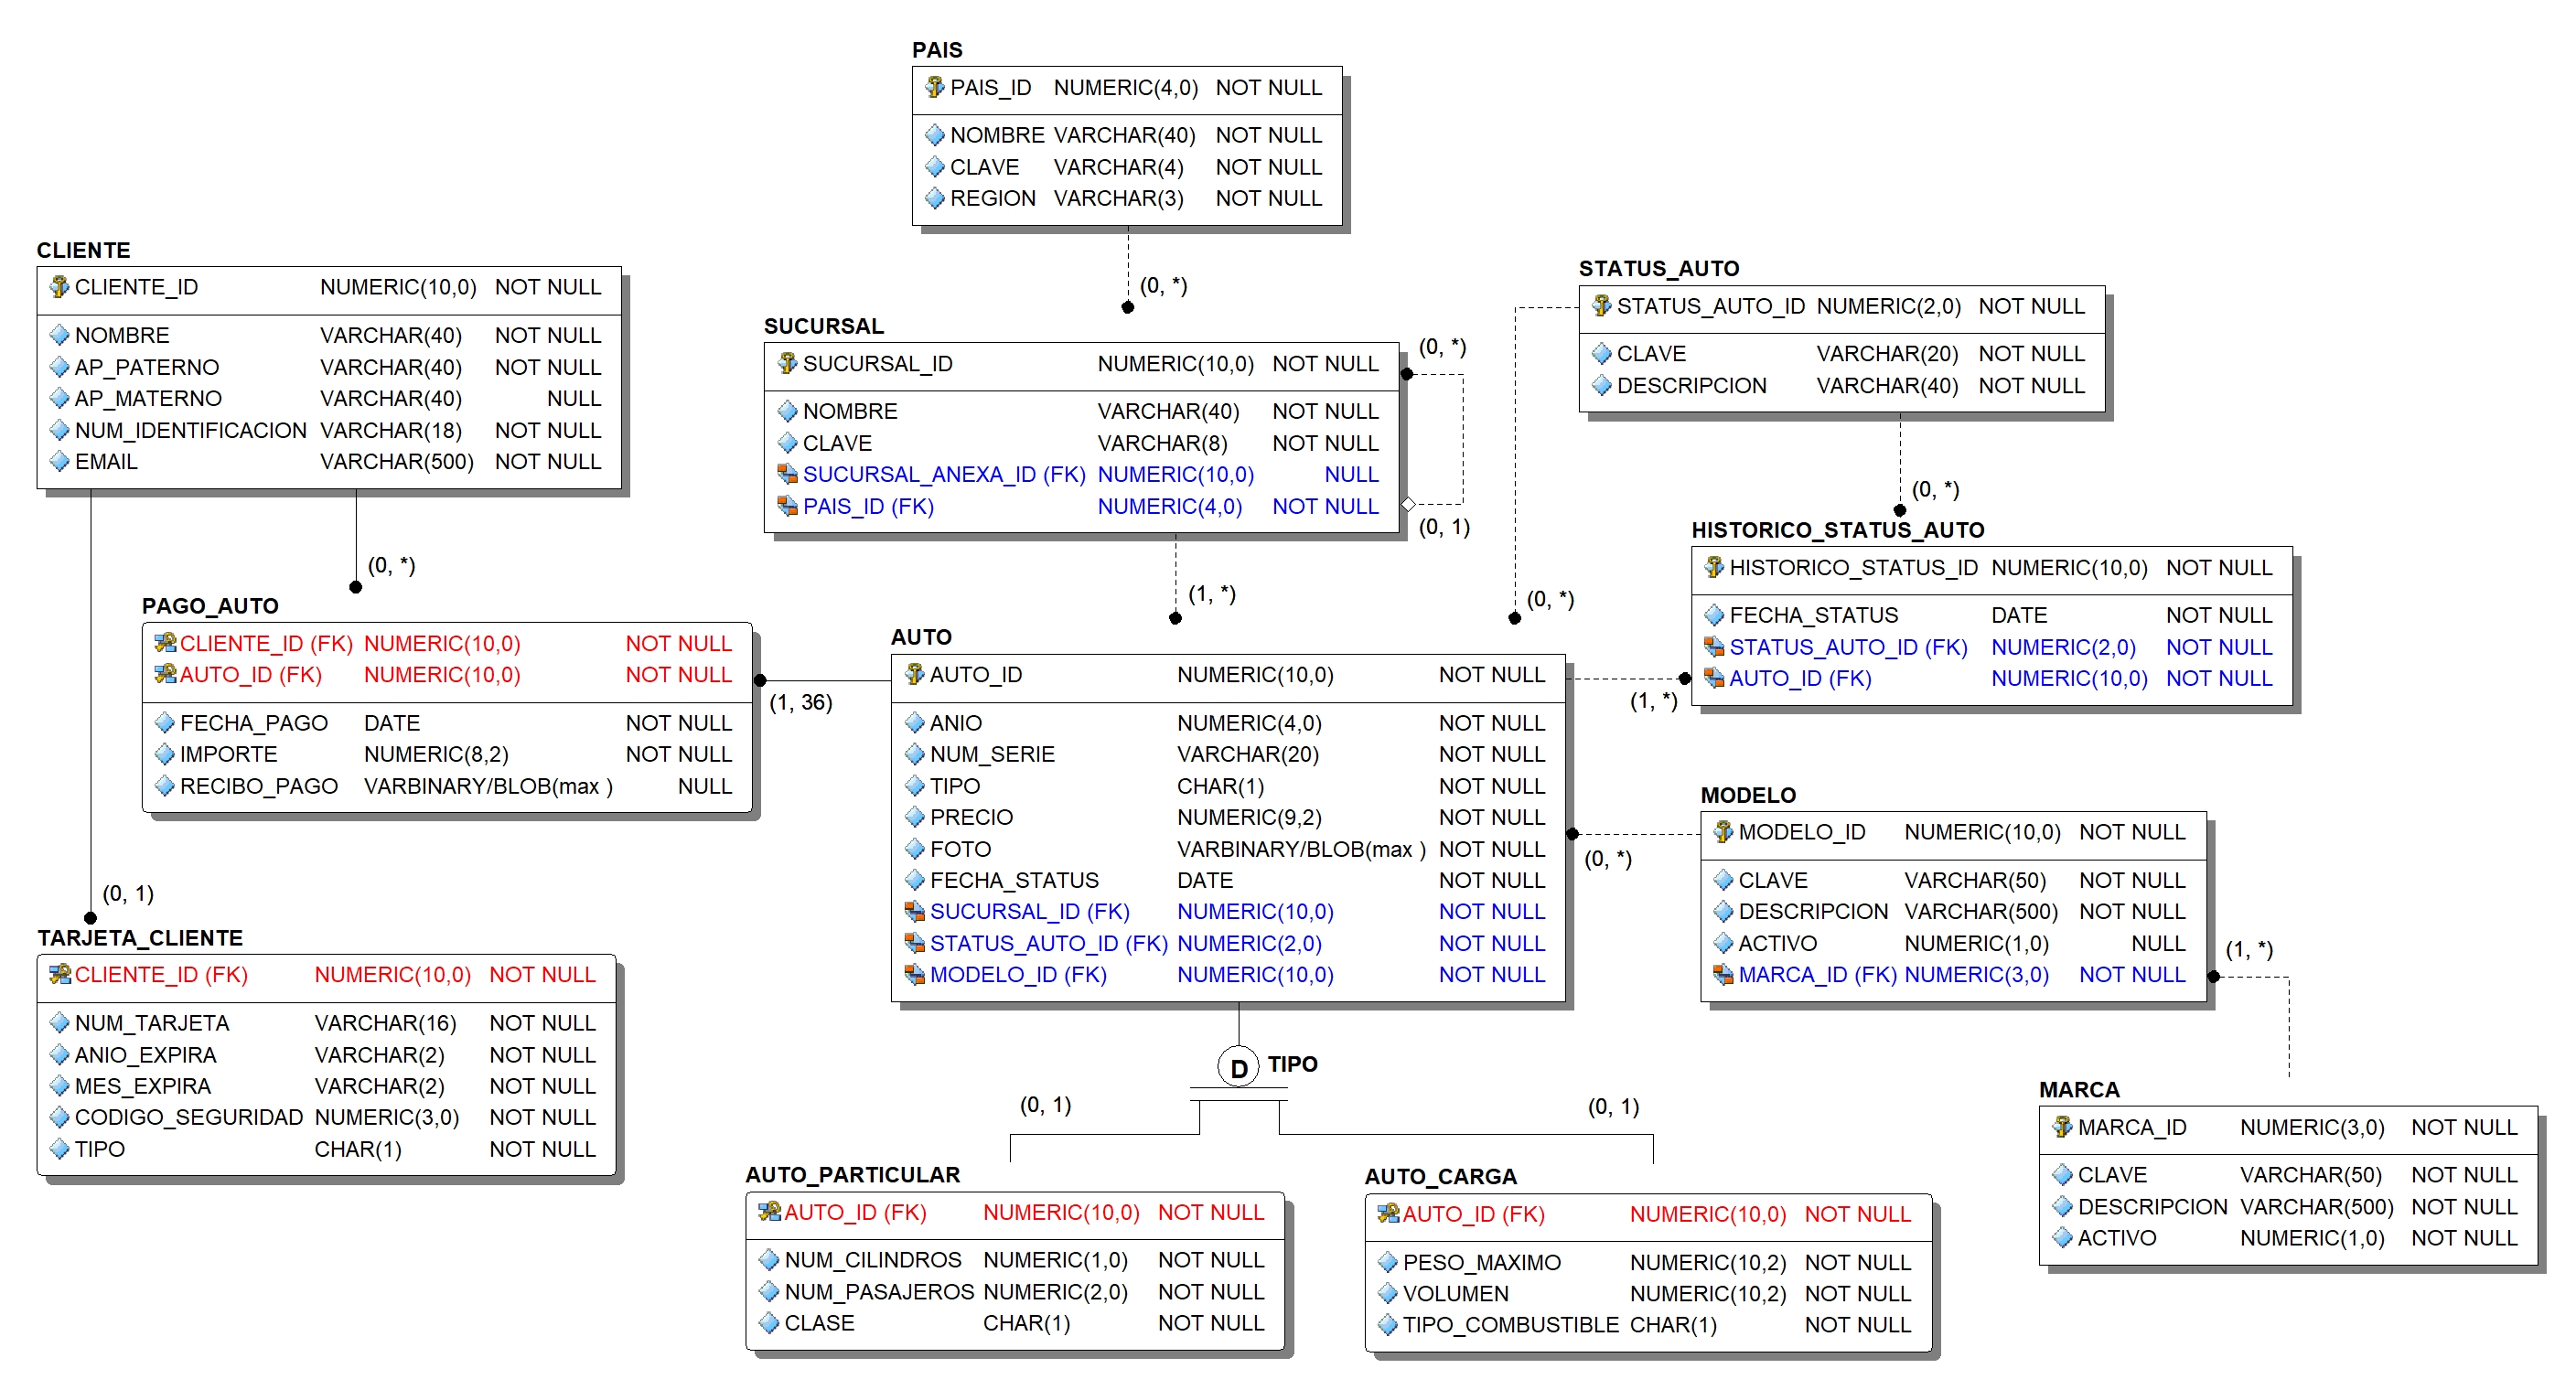 PAIS
PAIS_ID NUMERIC(4,0) NOT NULL
NOMBRE VARCHAR(40) NOT NULL
CLAVE VARCHAR(4) NOT NULL
REGION VARCHAR(3) NOT NULL
(0, *)
CLIENTE
CLIENTE_ID NUMERIC(10,0) NOT NULL
NOMBRE VARCHAR(40) NOT NULL
AP_PATERNO VARCHAR(40) NOT NULL
AP_MATERNO VARCHAR(40) NULL
NUM_IDENTIFICACION VARCHAR(18) NOT NULL
EMAIL VARCHAR(500) NOT NULL
(0, *)
(0, 1)
SUCURSAL
SUCURSAL_ID NUMERIC(10,0) NOT NULL
NOMBRE VARCHAR(40) NOT NULL
CLAVE VARCHAR(8) NOT NULL
SUCURSAL_ANEXA_ID (FK) NUMERIC(10,0) NULL
PAIS_ID (FK) NUMERIC(4,0) NOT NULL
(0, *)
(0, 1)
(1, *)
STATUS_AUTO
STATUS_AUTO_ID NUMERIC(2,0) NOT NULL
CLAVE VARCHAR(20) NOT NULL
DESCRIPCION VARCHAR(40) NOT NULL
(0, *)
(0, *)
HISTORICO_STATUS_AUTO
HISTORICO_STATUS_ID NUMERIC(10,0) NOT NULL
FECHA_STATUS DATE NOT NULL
STATUS_AUTO_ID (FK) NUMERIC(2,0) NOT NULL
AUTO_ID (FK) NUMERIC(10,0) NOT NULL
(1, *)
PAGO_AUTO
CLIENTE_ID (FK) NUMERIC(10,0) NOT NULL
AUTO_ID (FK) NUMERIC(10,0) NOT NULL
FECHA_PAGO DATE NOT NULL
IMPORTE NUMERIC(8,2) NOT NULL
RECIBO_PAGO VARBINARY/BLOB(max ) NULL
(1, 36)
AUTO
AUTO_ID NUMERIC(10,0) NOT NULL
ANIO NUMERIC(4,0) NOT NULL
NUM_SERIE VARCHAR(20) NOT NULL
TIPO CHAR(1) NOT NULL
PRECIO NUMERIC(9,2) NOT NULL
FOTO VARBINARY/BLOB(max ) NOT NULL
FECHA_STATUS DATE NOT NULL
SUCURSAL_ID (FK) NUMERIC(10,0) NOT NULL
STATUS_AUTO_ID (FK) NUMERIC(2,0) NOT NULL
MODELO_ID (FK) NUMERIC(10,0) NOT NULL
(0, *)
MODELO
MODELO_ID NUMERIC(10,0) NOT NULL
CLAVE VARCHAR(50) NOT NULL
DESCRIPCION VARCHAR(500) NOT NULL
ACTIVO NUMERIC(1,0) NULL
MARCA_ID (FK) NUMERIC(3,0) NOT NULL
(1, *)
TARJETA_CLIENTE
CLIENTE_ID (FK) NUMERIC(10,0) NOT NULL
NUM_TARJETA VARCHAR(16) NOT NULL
ANIO_EXPIRA VARCHAR(2) NOT NULL
MES_EXPIRA VARCHAR(2) NOT NULL
CODIGO_SEGURIDAD NUMERIC(3,0) NOT NULL
TIPO CHAR(1) NOT NULL
D TIPO
(0, 1)
(0, 1)
AUTO_PARTICULAR
AUTO_ID (FK) NUMERIC(10,0) NOT NULL
NUM_CILINDROS NUMERIC(1,0) NOT NULL
NUM_PASAJEROS NUMERIC(2,0) NOT NULL
CLASE CHAR(1) NOT NULL
AUTO_CARGA
AUTO_ID (FK) NUMERIC(10,0) NOT NULL
PESO_MAXIMO NUMERIC(10,2) NOT NULL
VOLUMEN NUMERIC(10,2) NOT NULL
TIPO_COMBUSTIBLE CHAR(1) NOT NULL
MARCA
MARCA_ID NUMERIC(3,0) NOT NULL
CLAVE VARCHAR(50) NOT NULL
DESCRIPCION VARCHAR(500) NOT NULL
ACTIVO NUMERIC(1,0) NOT NULL